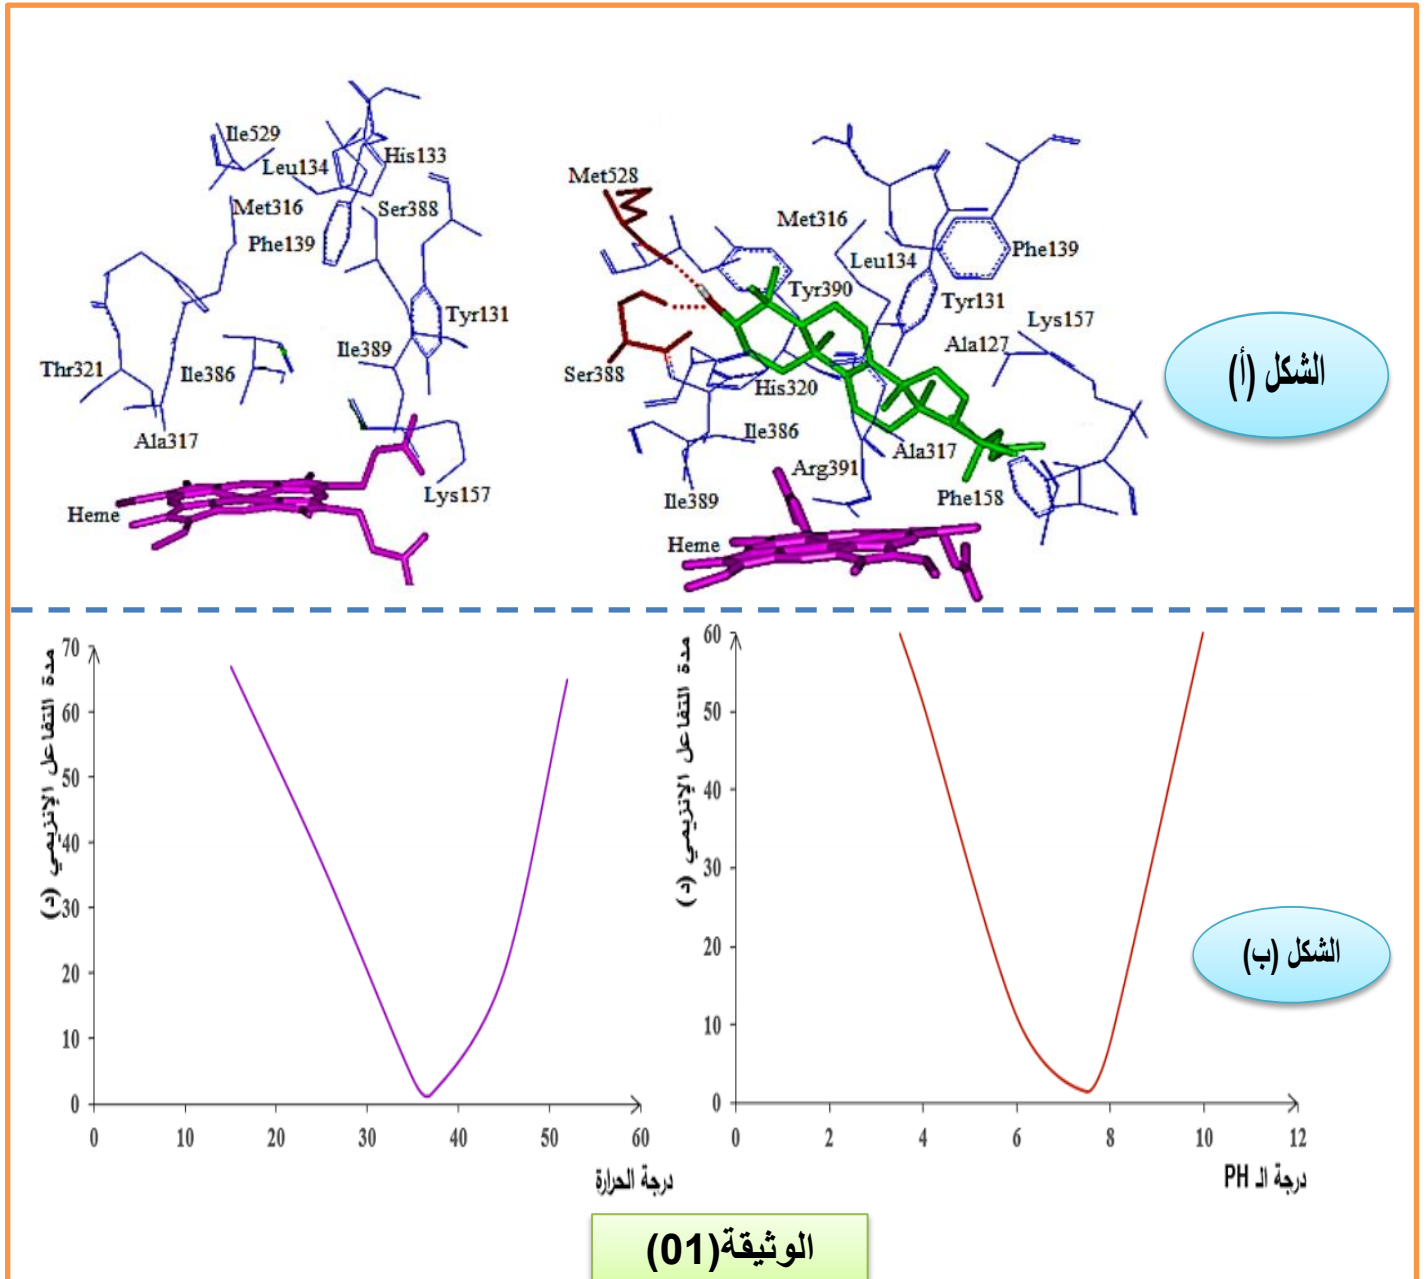 Ile529
Leu134
His133
Met316
Ser388
Phe139
Tyr131
Ile389
Thr321
Ile386
Ala317
Lys157
Heme
Met528
Met316
Phe139
Leu134
Tyr390
Tyr131
Lys157
Ala127
Ser388
His320
Ile386
Ala317
Arg391
Ile389
Phe158
Heme
الشكل (أ)
مدة التفاعل الإنزيمي (د)
70
60
50
40
30
20
10
0
0 10 20 30 40 50 60
درجة الحرارة
مدة التفاعل الإنزيمي (د)
60
50
40
30
20
10
0
0 2 4 6 8 10 12
درجة الـ PH
الشكل (ب)
الوثيقة(01)